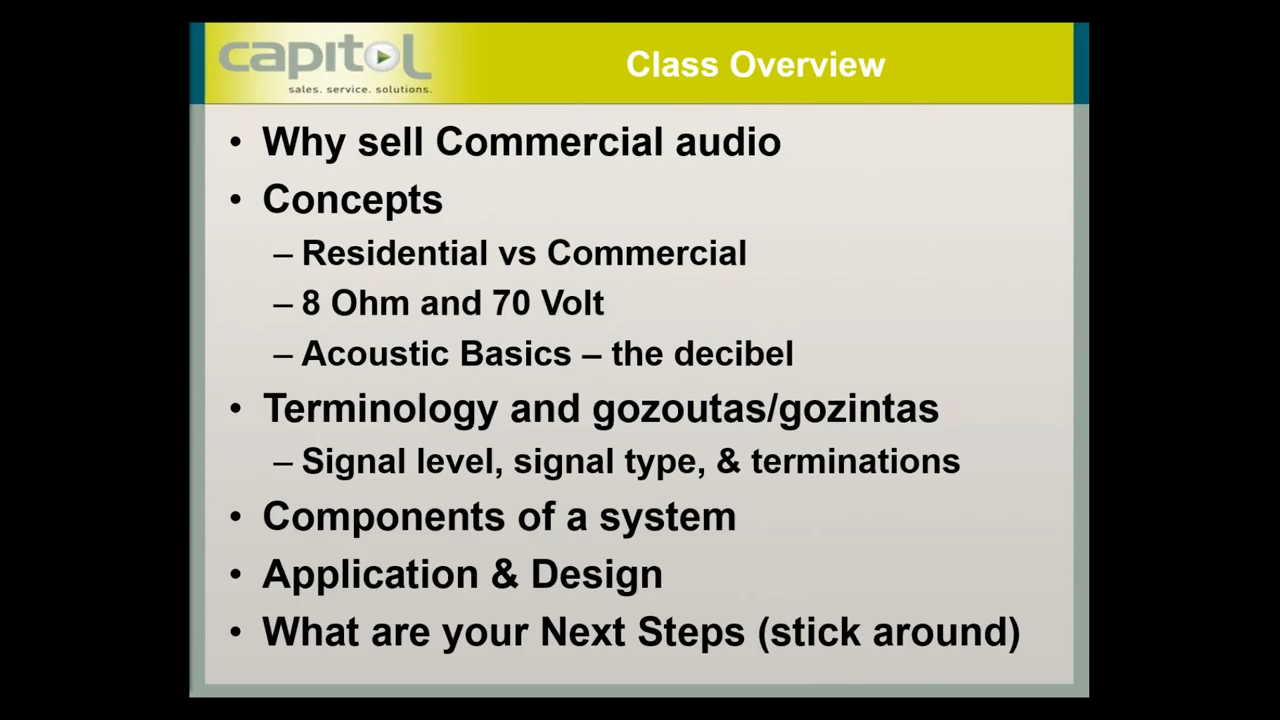 capitol
sales. service. solutions.
Class Overview
• Why sell Commercial audio
• Concepts
– Residential vs Commercial
– 8 Ohm and 70 Volt
– Acoustic Basics – the decibel
• Terminology and gozoutas/gozintas
– Signal level, signal type, & terminations
• Components of a system
• Application & Design
• What are your Next Steps (stick around)